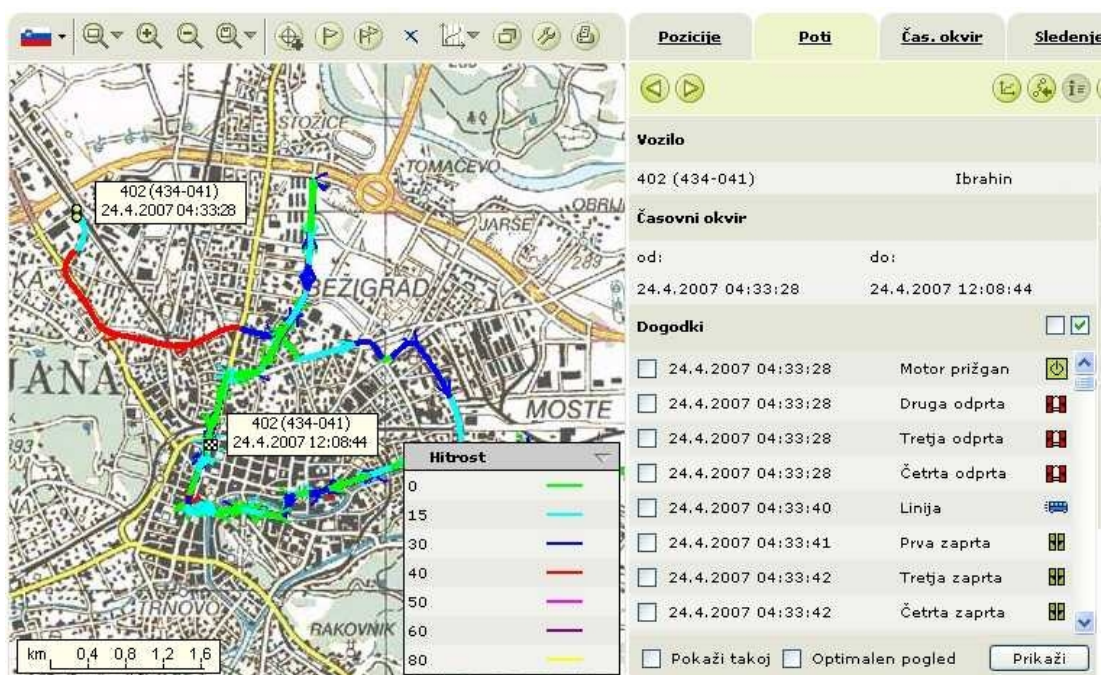 Pozicije Poti Čas. okvir Sledenje
STOŽICE
TOMAČEVO
JARŠE
BEŽIGRAD
MOSTE
TRNOVO
RAKOVNIK
402 (434-041)
24.4.2007 04:33:28
402 (434-041)
24.4.2007 12:08:44
Hitrost
0
15
30
40
50
60
80
km 0,4 0,8 1,2 1,6
Vozilo
402 (434-041) Ibrahin
Časovni okvir
od: do:
24.4.2007 04:33:28 24.4.2007 12:08:44
Dogodki
24.4.2007 04:33:28 Motor prižgan
24.4.2007 04:33:28 Druga odprta
24.4.2007 04:33:28 Tretja odprta
24.4.2007 04:33:28 Četrta odprta
24.4.2007 04:33:40 Linija
24.4.2007 04:33:41 Prva zaprta
24.4.2007 04:33:42 Tretja zaprta
24.4.2007 04:33:42 Četrta zaprta
Pokaži takoj Optimalen pogled Prikaži